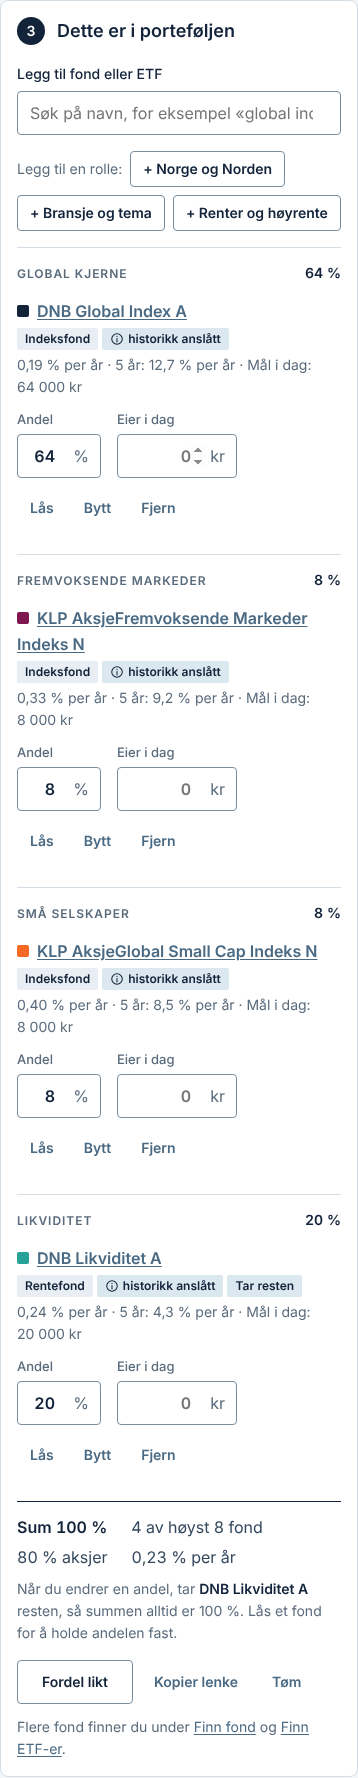 3 Dette er i porteføljen
Legg til fond eller ETF
Søk på navn, for eksempel «global ind
Legg til en rolle: + Norge og Norden
+ Bransje og tema + Renter og høyrente
GLOBAL KJERNE 64 %
DNB Global Index A
Indeksfond historikk anslått
0,19 % per år · 5 år: 12,7 % per år · Mål i dag:
64 000 kr
Andel Eier i dag
64 % 0 kr
Lås Bytt Fjern
FREMVOKSENDE MARKEDER 8 %
KLP AksjeFremvoksende Markeder
Indeks N
Indeksfond historikk anslått
0,33 % per år · 5 år: 9,2 % per år · Mål i dag:
8 000 kr
Andel Eier i dag
8 % 0 kr
Lås Bytt Fjern
SMÅ SELSKAPER 8 %
KLP AksjeGlobal Small Cap Indeks N
Indeksfond historikk anslått
0,40 % per år · 5 år: 8,5 % per år · Mål i dag:
8 000 kr
Andel Eier i dag
8 % 0 kr
Lås Bytt Fjern
LIKVIDITET 20 %
DNB Likviditet A
Rentefond historikk anslått Tar resten
0,24 % per år · 5 år: 4,3 % per år · Mål i dag:
20 000 kr
Andel Eier i dag
20 % 0 kr
Lås Bytt Fjern
Sum 100 % 4 av høyst 8 fond
80 % aksjer 0,23 % per år
Når du endrer en andel, tar DNB Likviditet A
resten, så summen alltid er 100 %. Lås et fond
for å holde andelen fast.
Fordel likt Kopier lenke Tøm
Flere fond finner du under Finn fond og Finn
ETF-er.